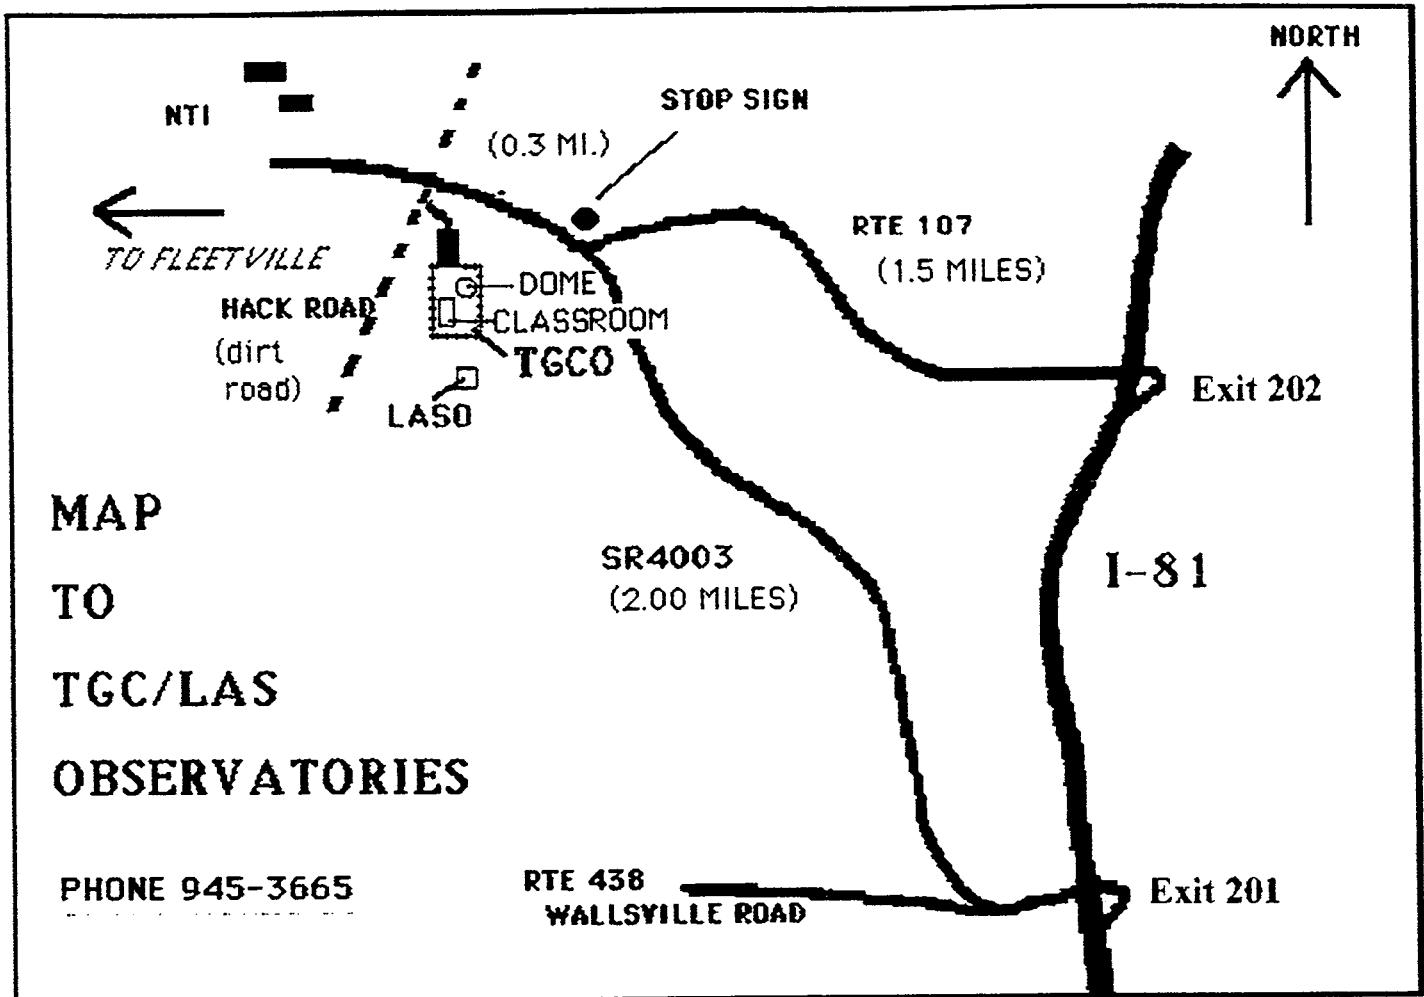 NORTH
STOP SIGN
NTI
(0.3 MI.)
RTE 107
(1.5 MILES)
TO FLEETVILLE
DOME
HACK ROAD
CLASSROOM
(dirt
road)
TGCO
Exit 202
LASO
MAP
TO
TGC/LAS
OBSERVATORIES
SR4003
(2.00 MILES)
I-81
PHONE 945-3665
RTE 438
WALLSVILLE ROAD
Exit 201